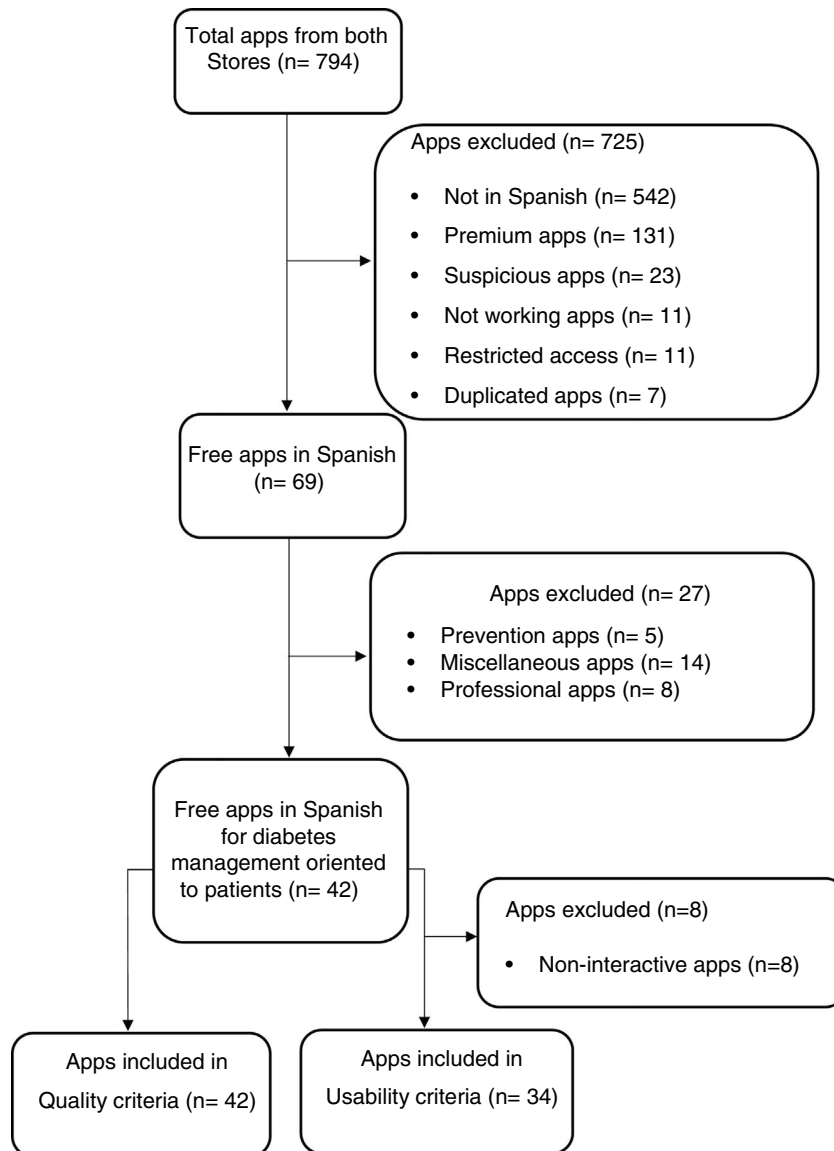 Total apps from both
Stores (n= 794)
Apps excluded (n= 725)
• Not in Spanish (n= 542)
• Premium apps (n= 131)
• Suspicious apps (n= 23)
• Not working apps (n= 11)
• Restricted access (n= 11)
• Duplicated apps (n= 7)
Free apps in Spanish
(n= 69)
Apps excluded (n= 27)
• Prevention apps (n= 5)
• Miscellaneous apps (n= 14)
• Professional apps (n= 8)
Free apps in Spanish
for diabetes
management oriented
to patients (n= 42)
Apps excluded (n=8)
• Non-interactive apps (n=8)
Apps included in
Quality criteria (n= 42)
Apps included in
Usability criteria (n= 34)